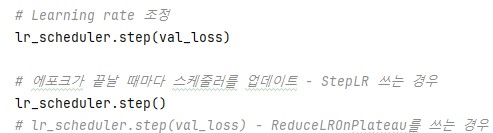 # Learning rate 조정
lr_scheduler.step(val_loss)
# 에포크가 끝날 때마다 스케줄러를 업데이트 - StepLR 쓰는 경우
lr_scheduler.step()
# lr_scheduler.step(val_loss) - ReduceLROnPlateau를 쓰는 경우